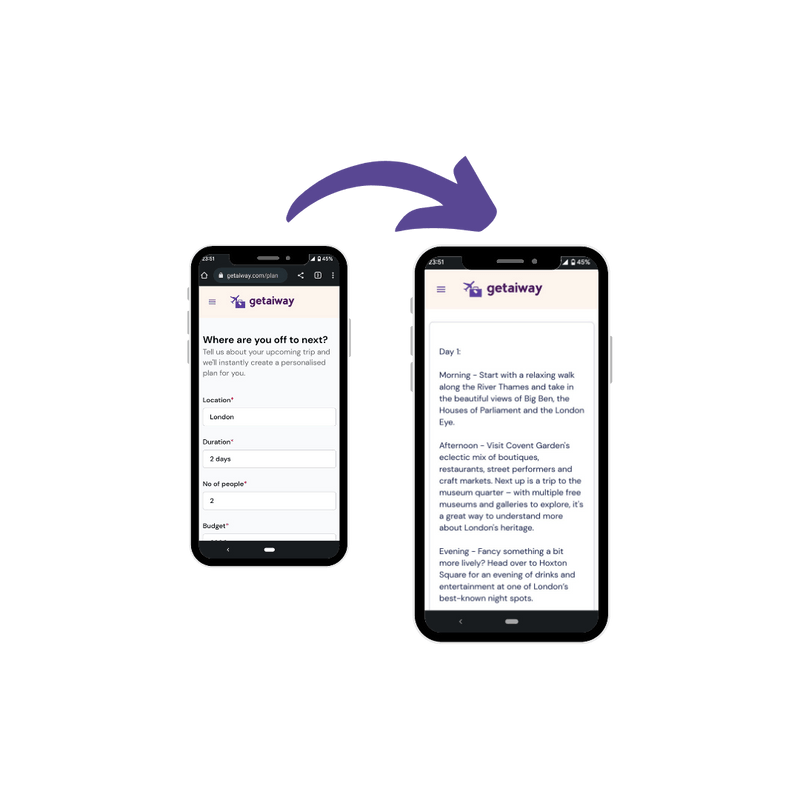 23:51
45%
getaiway.com/plan
3
getaiway
Where are you off to next?
Tell us about your upcoming trip and
we'll instantly create a personalised
plan for you.
Location*
London
Duration*
2 days
No of people*
2
Budget*
23:51
45%
getaiway
Day 1:
Morning - Start with a relaxing walk
along the River Thames and take in
the beautiful views of Big Ben, the
Houses of Parliament and the London
Eye.
Afternoon - Visit Covent Garden's
eclectic mix of boutiques,
restaurants, street performers and
craft markets. Next up is a trip to the
museum quarter – with multiple free
museums and galleries to explore, it's
a great way to understand more
about London's heritage.
Evening - Fancy something a bit
more lively? Head over to Hoxton
Square for an evening of drinks and
entertainment at one of London's
best-known night spots.